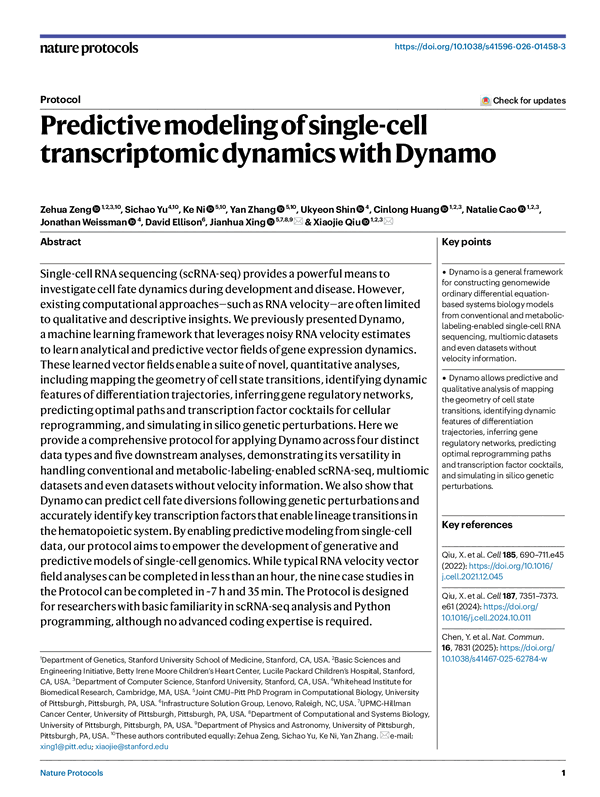 nature protocols
https://doi.org/10.1038/s41596-026-01458-3
Protocol
Check for updates
Predictive modeling of single-cell
transcriptomic dynamics with Dynamo
Zehua Zeng 1,2,3,10, Sichao Yu4,10, Ke Ni 5,10, Yan Zhang 5,10, Ukyeon Shin 4, Cinlong Huang 1,2,3, Natalie Cao 1,2,3,
Jonathan Weissman 4, David Ellison6, Jianhua Xing 5,7,8,9 & Xiaojie Qiu 1,2,3
Abstract
Single-cell RNA sequencing (scRNA-seq) provides a powerful means to
investigate cell fate dynamics during development and disease. However,
existing computational approaches—such as RNA velocity—are often limited
to qualitative and descriptive insights. We previously presented Dynamo,
a machine learning framework that leverages noisy RNA velocity estimates
to learn analytical and predictive vector fields of gene expression dynamics.
These learned vector fields enable a suite of novel, quantitative analyses,
including mapping the geometry of cell state transitions, identifying dynamic
features of differentiation trajectories, inferring gene regulatory networks,
predicting optimal paths and transcription factor cocktails for cellular
reprogramming, and simulating in silico genetic perturbations. Here we
provide a comprehensive protocol for applying Dynamo across four distinct
data types and five downstream analyses, demonstrating its versatility in
handling conventional and metabolic-labeling-enabled scRNA-seq, multiomic
datasets and even datasets without velocity information. We also show that
Dynamo can predict cell fate diversions following genetic perturbations and
accurately identify key transcription factors that enable lineage transitions in
the hematopoietic system. By enabling predictive modeling from single-cell
data, our protocol aims to empower the development of generative and
predictive models of single-cell genomics. While typical RNA velocity vector
field analyses can be completed in less than an hour, the nine case studies in
the Protocol can be completed in ~7 h and 35 min. The Protocol is designed
for researchers with basic familiarity in scRNA-seq analysis and Python
programming, although no advanced coding expertise is required.
Key points
• Dynamo is a general framework
for constructing genomewide
ordinary differential equation-
based systems biology models
from conventional and metabolic-
labeling-enabled single-cell RNA
sequencing, multiomic datasets
and even datasets without
velocity information.
• Dynamo allows predictive and
qualitative analysis of mapping
the geometry of cell state
transitions, identifying dynamic
features of differentiation
trajectories, inferring gene
regulatory networks, predicting
optimal reprogramming paths
and transcription factor cocktails,
and simulating in silico genetic
perturbations.
Key references
Qiu, X. et al. Cell 185, 690–711.e45
(2022): https://doi.org/10.1016/
j.cell.2021.12.045
Qiu, X. et al. Cell 187, 7351–7373.
e61 (2024): https://doi.org/
10.1016/j.cell.2024.10.011
Chen, Y. et al. Nat. Commun.
16, 7831 (2025): https://doi.org/
10.1038/s41467-025-62784-w
1Department of Genetics, Stanford University School of Medicine, Stanford, CA, USA. 2Basic Sciences and
Engineering Initiative, Betty Irene Moore Children's Heart Center, Lucile Packard Children's Hospital, Stanford,
CA, USA. 3Department of Computer Science, Stanford University, Stanford, CA, USA. 4Whitehead Institute for
Biomedical Research, Cambridge, MA, USA. 5Joint CMU–Pitt PhD Program in Computational Biology, University
of Pittsburgh, Pittsburgh, PA, USA. 6Infrastructure Solution Group, Lenovo, Raleigh, NC, USA. 7UPMC-Hillman
Cancer Center, University of Pittsburgh, Pittsburgh, PA, USA. 8Department of Computational and Systems Biology,
University of Pittsburgh, Pittsburgh, PA, USA. 9Department of Physics and Astronomy, University of Pittsburgh,
Pittsburgh, PA, USA. 10These authors contributed equally: Zehua Zeng, Sichao Yu, Ke Ni, Yan Zhang. e-mail:
xing1@pitt.edu; xiaojie@stanford.edu
Nature Protocols
1